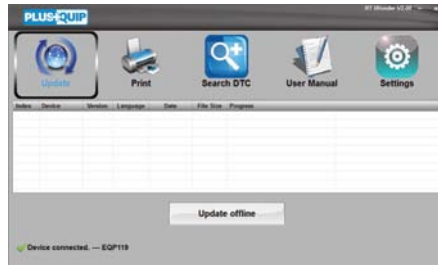 PLUS QUIP
Update Print Search DTC User Manual Settings
Index Device Version Language Date File Size Progress
Update offline
Device connected. --- EQP119